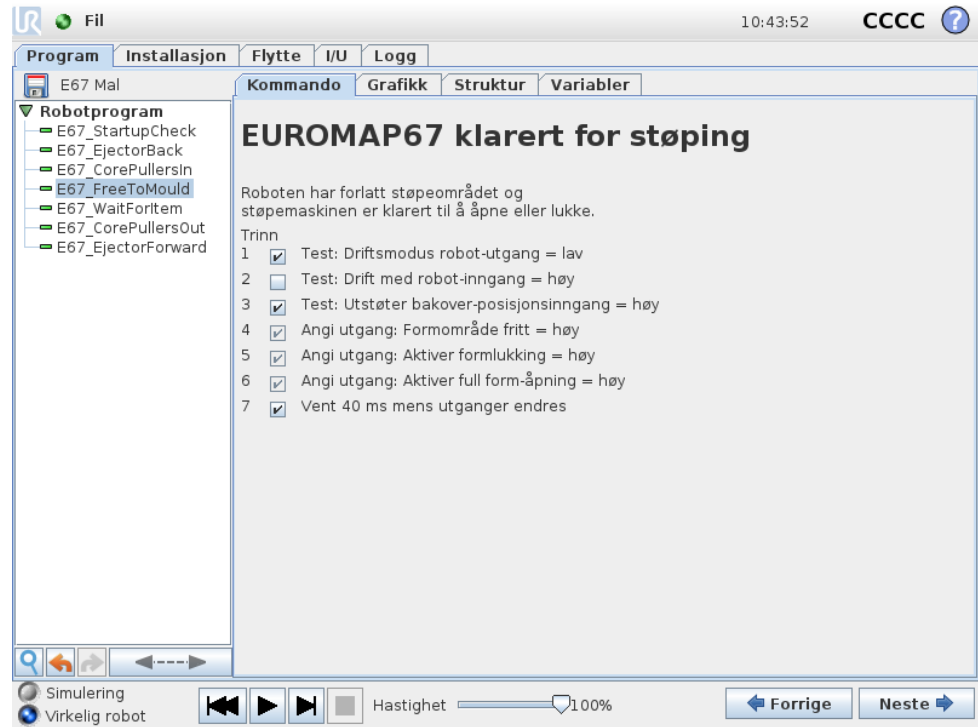 UR Fil 10:43:52 CCCC ?
Program Installasjon Flytte I/U Logg
E67 Mal Kommando Grafikk Struktur Variabler
Robotprogram
E67_StartupCheck
E67_EjectorBack
E67_CorePullersIn
E67_FreeToMould
E67_WaitForItem
E67_CorePullersOut
E67_EjectorForward
EUROMAP67 klarert for støping
Roboten har forlatt støpeområdet og
støpemaskinen er klarert til å åpne eller lukke.
Trinn
1 Test: Driftsmodus robot-utgang = lav
2 Test: Drift med robot-inngang = høy
3 Test: Utstøter bakover-posisjonsinngang = høy
4 Angi utgang: Formområde fritt = høy
5 Angi utgang: Aktiver formlukking = høy
6 Angi utgang: Aktiver full form-åpning = høy
7 Vent 40 ms mens utganger endres
Simulering
Virkelig robot
Hastighet 100% Forrige Neste